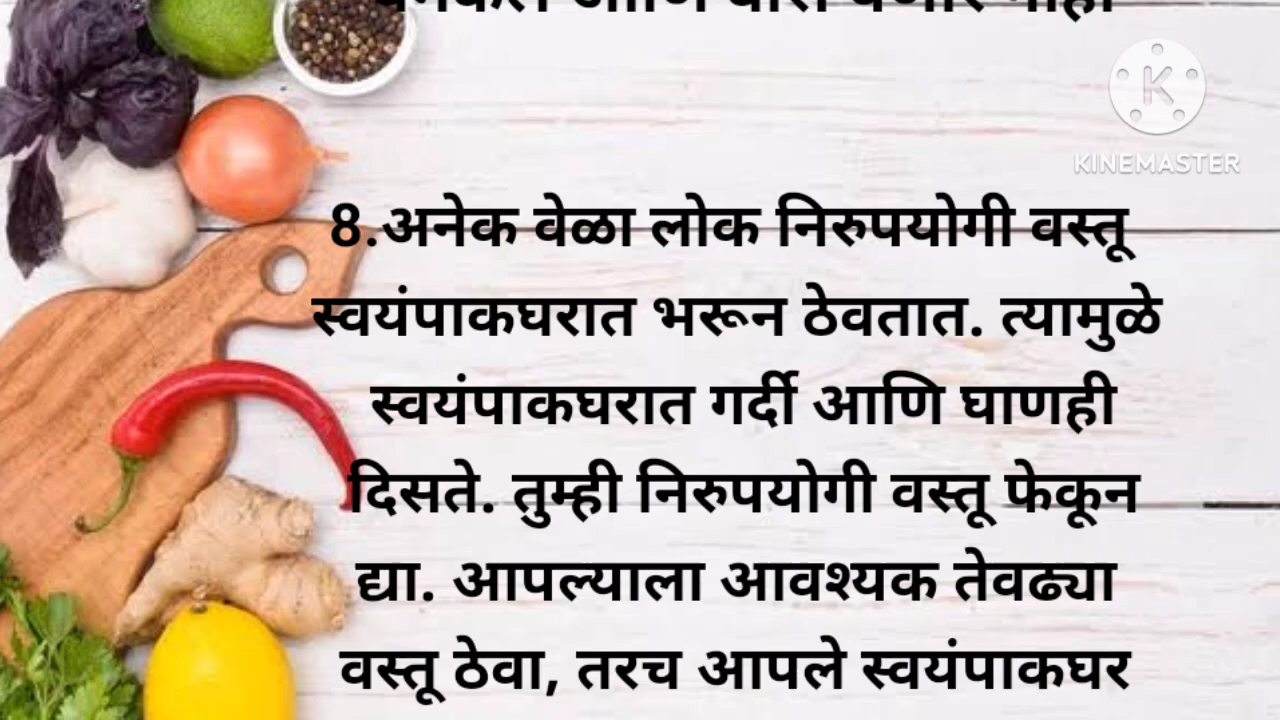 KINEMASTER
8.अनेक वेळा लोक निरुपयोगी वस्तू
स्वयंपाकघरात भरून ठेवतात. त्यामुळे
स्वयंपाकघरात गर्दी आणि घाणही
दिसते. तुम्ही निरुपयोगी वस्तू फेकून
द्या. आपल्याला आवश्यक तेवढ्या
वस्तू ठेवा, तरच आपले स्वयंपाकघर